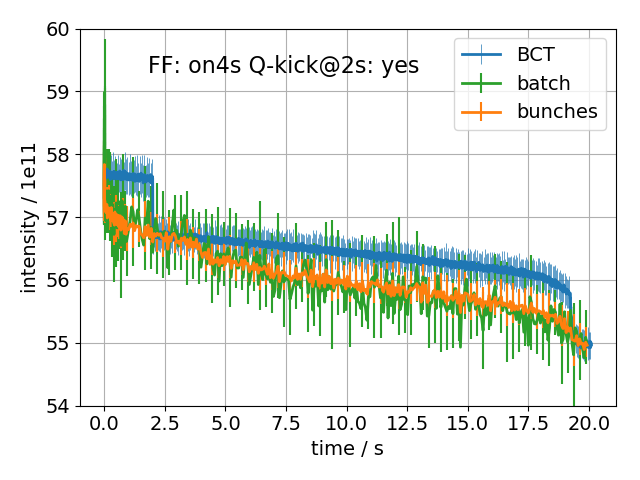 FF: on4s Q-kick@2s: yes
BCT
batch
bunches
intensity / 1e11
60
59
58
57
56
55
54
0.0 2.5 5.0 7.5 10.0 12.5 15.0 17.5 20.0
time / s